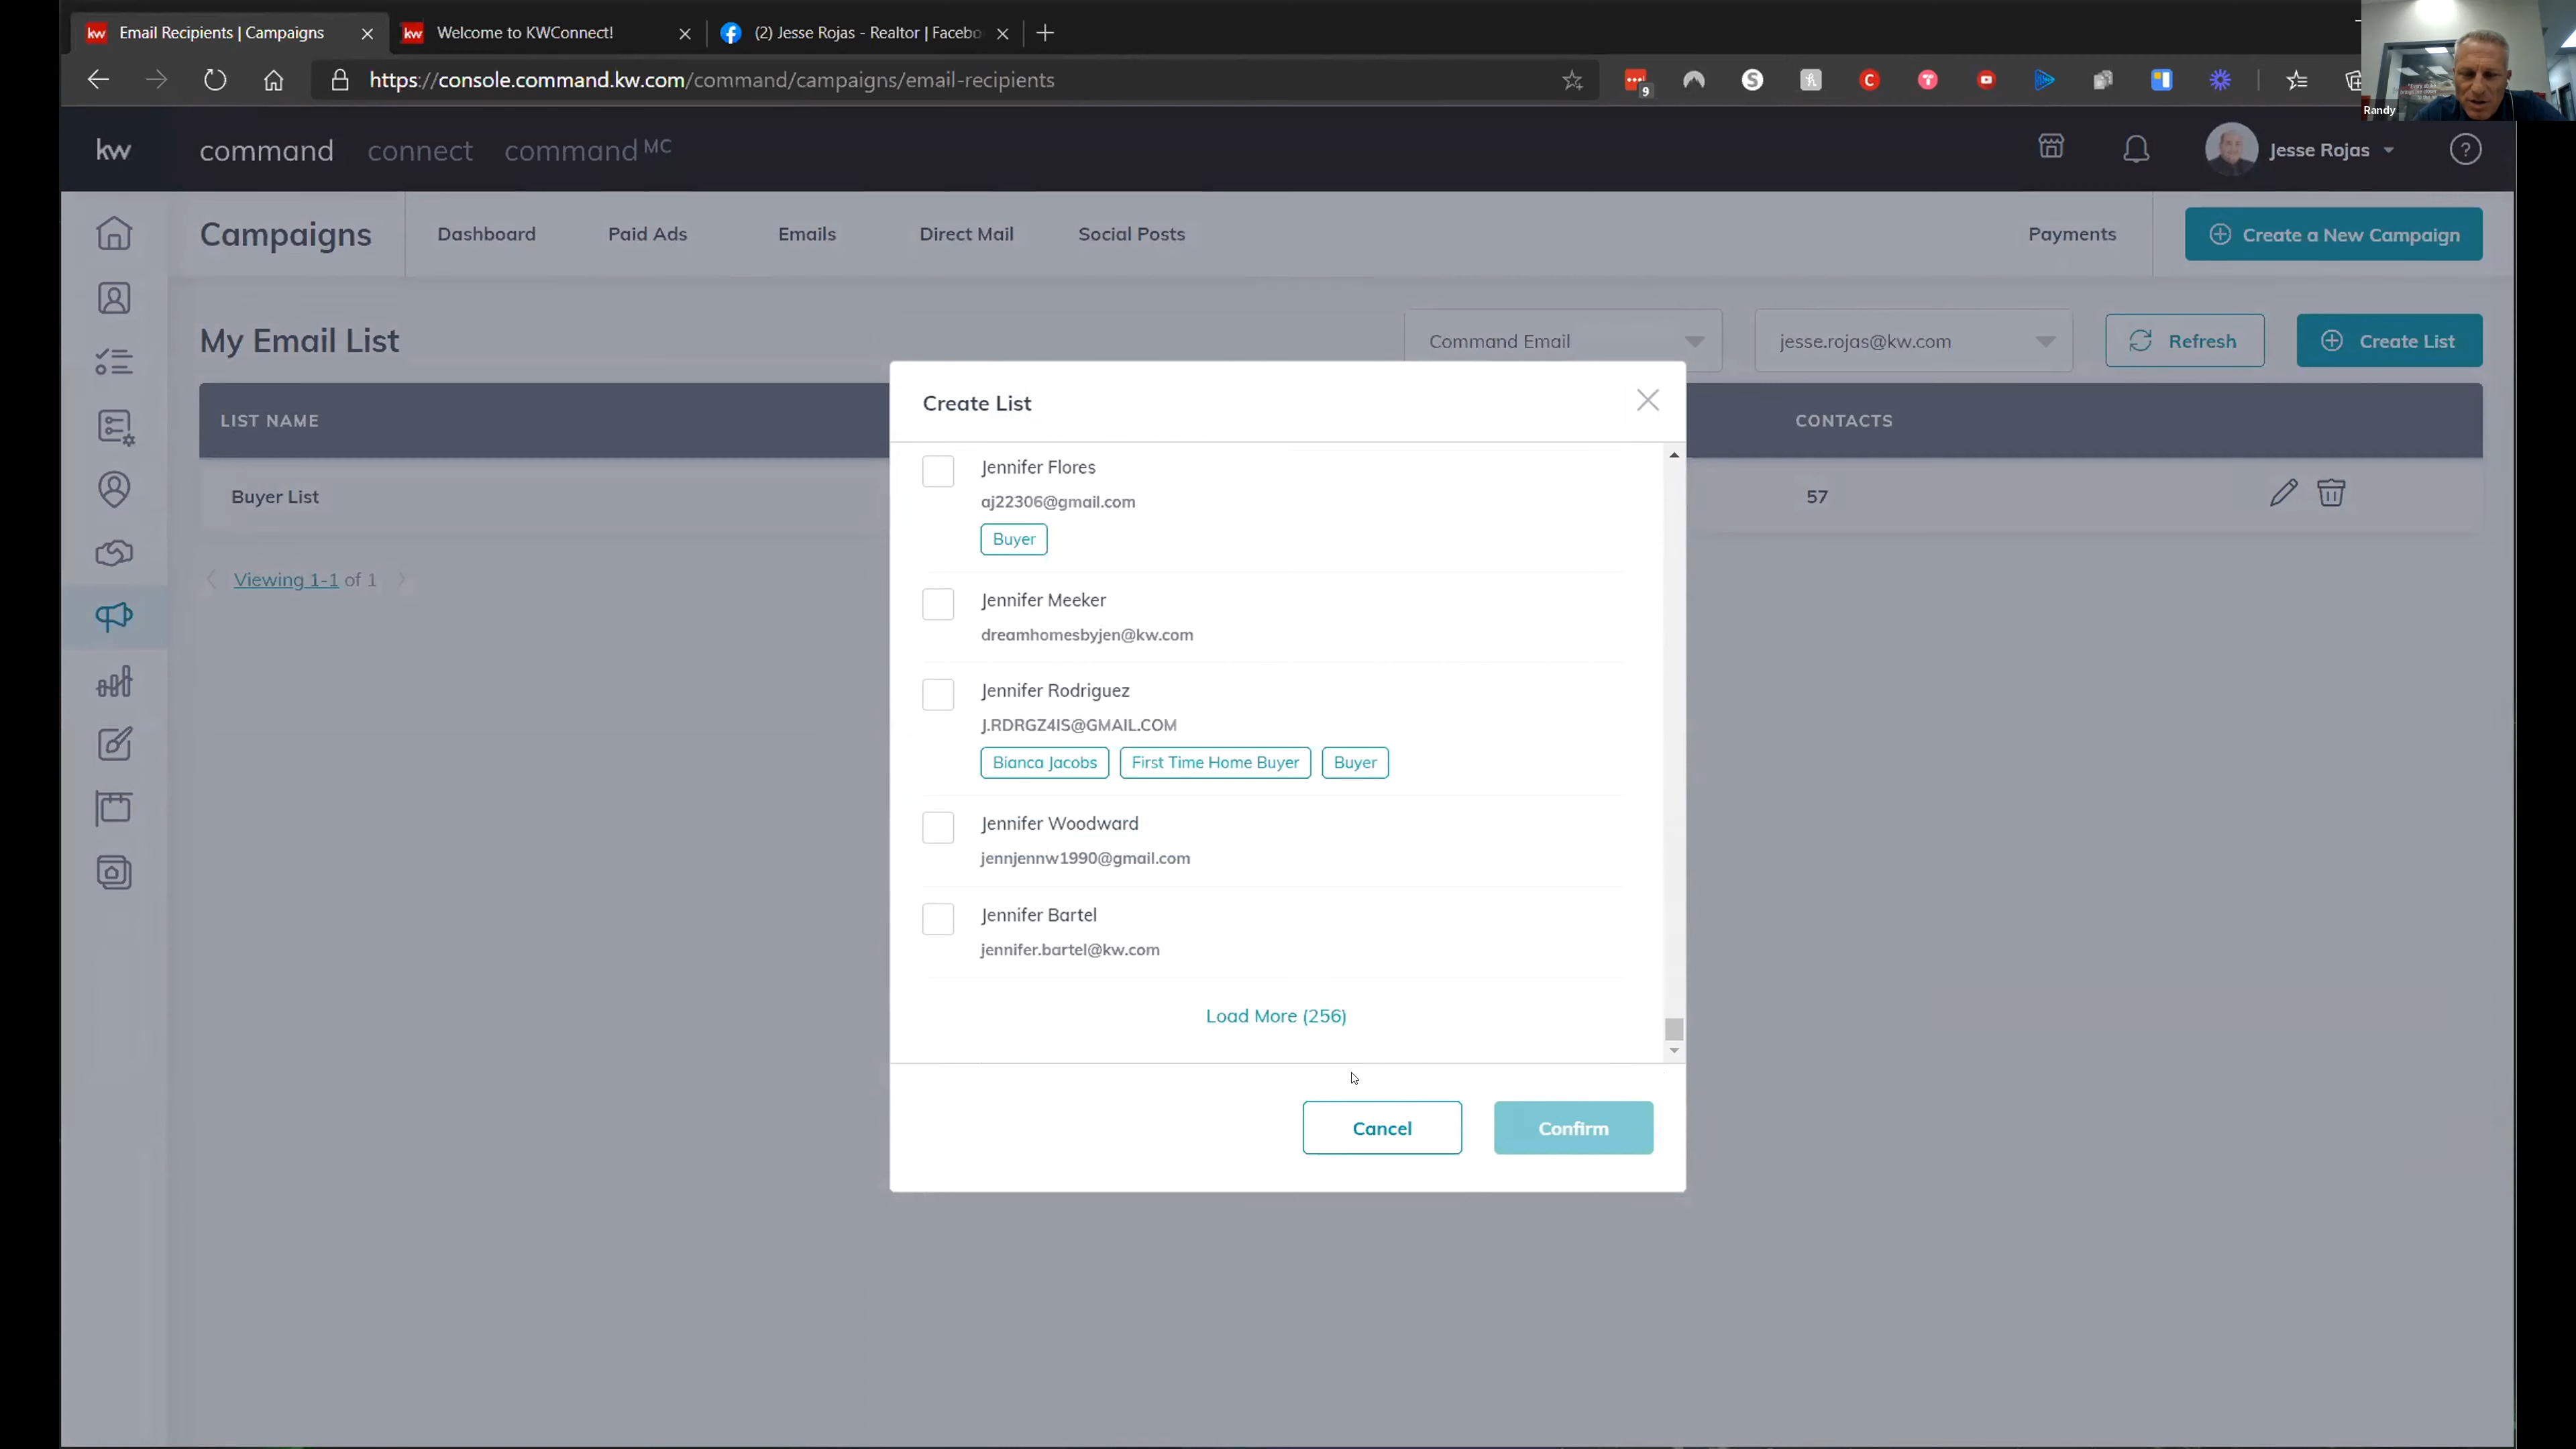 Email Recipients | Campaigns
Welcome to KWConnect!
(2) Jesse Rojas - Realtor | Facebo
https://console.command.kw.com/command/campaigns/email-recipients
9
Randy
kw
command
connect
command MC
Jesse Rojas
Campaigns
Dashboard
Paid Ads
Emails
Direct Mail
Social Posts
Payments
Create a New Campaign
My Email List
Command Email
jesse.rojas@kw.com
Refresh
Create List
LIST NAME
CONTACTS
Buyer List
57
Viewing 1-1 of 1
Create List
Jennifer Flores
aj22306@gmail.com
Buyer
Jennifer Meeker
dreamhomesbyjen@kw.com
Jennifer Rodriguez
J.RDRGZ4IS@GMAIL.COM
Bianca Jacobs
First Time Home Buyer
Buyer
Jennifer Woodward
jennjennw1990@gmail.com
Jennifer Bartel
jennifer.bartel@kw.com
Load More (256)
Cancel
Confirm